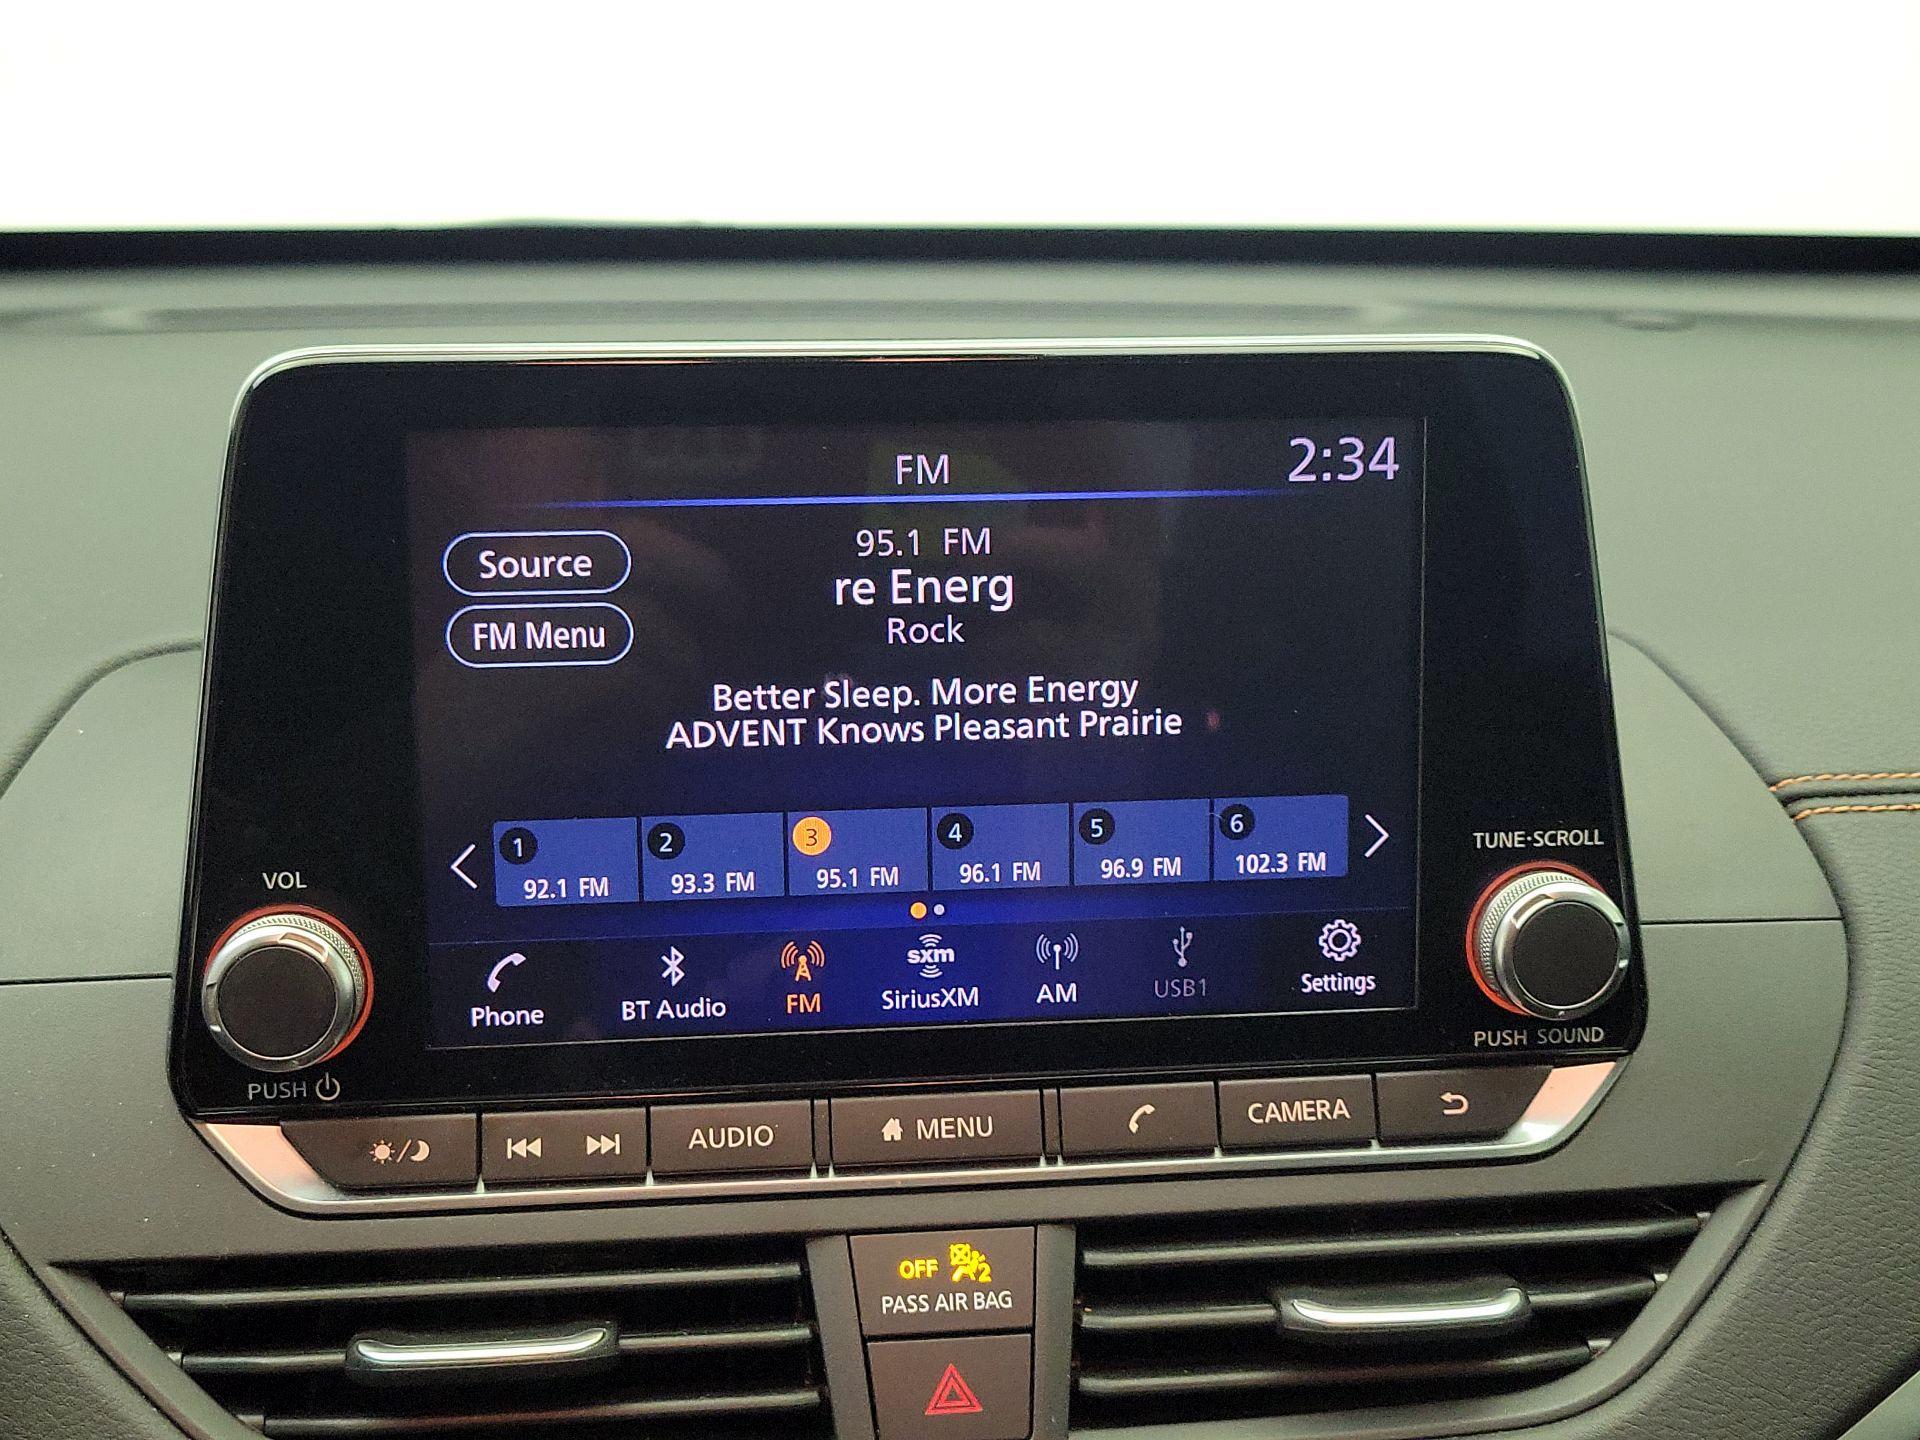 FM
2:34
Source
95.1 FM
re Energ
FM Menu
Rock
Better Sleep. More Energy
ADVENT Knows Pleasant Prairie
1
2
3
4
5
6
92.1 FM
93.3 FM
95.1 FM
96.1 FM
96.9 FM
102.3 FM
Phone
BT Audio
FM
sxm
SiriusXM
AM
USB1
Settings
VOL
PUSH
TUNE·SCROLL
PUSH SOUND
AUDIO
MENU
CAMERA
OFF 2
PASS AIR BAG